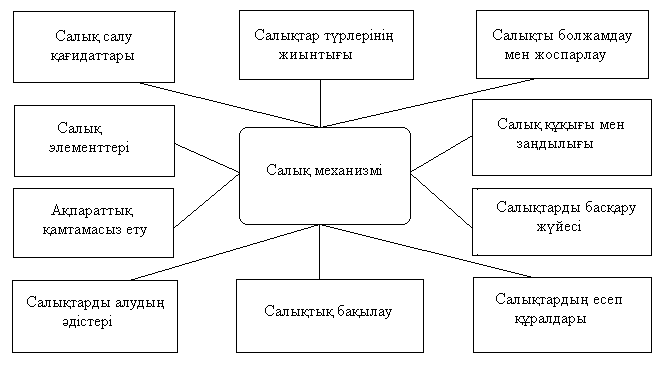 Салық салу
қағидаттары
Салықтар түрлерінің
жиынтығы
Салықты болжамдау
мен жоспарлау
Салық
элементтері
Салық механизмі
Салық құқығы мен
заңдылығы
Ақпараттық
қамтамасыз ету
Салықтарды басқару
жүйесі
Салықтарды алудың
әдістері
Салықтық бақылау
Салықтардың есеп
құралдары